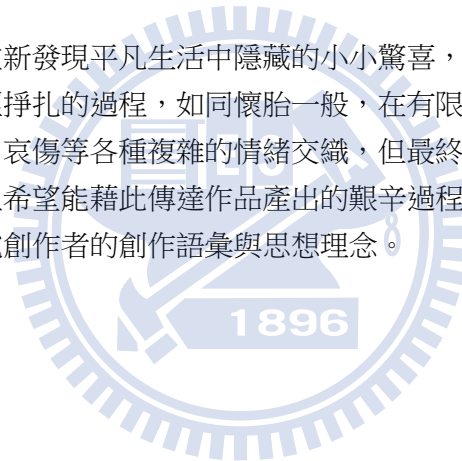 新發現平凡生活中隱藏的小小驚喜，
掙扎的過程，如同懷胎一般，在有限
哀傷等各種複雜的情緒交織，但最終
希望能藉此傳達作品產出的艱辛過程
創作者的創作語彙與思想理念。
1896